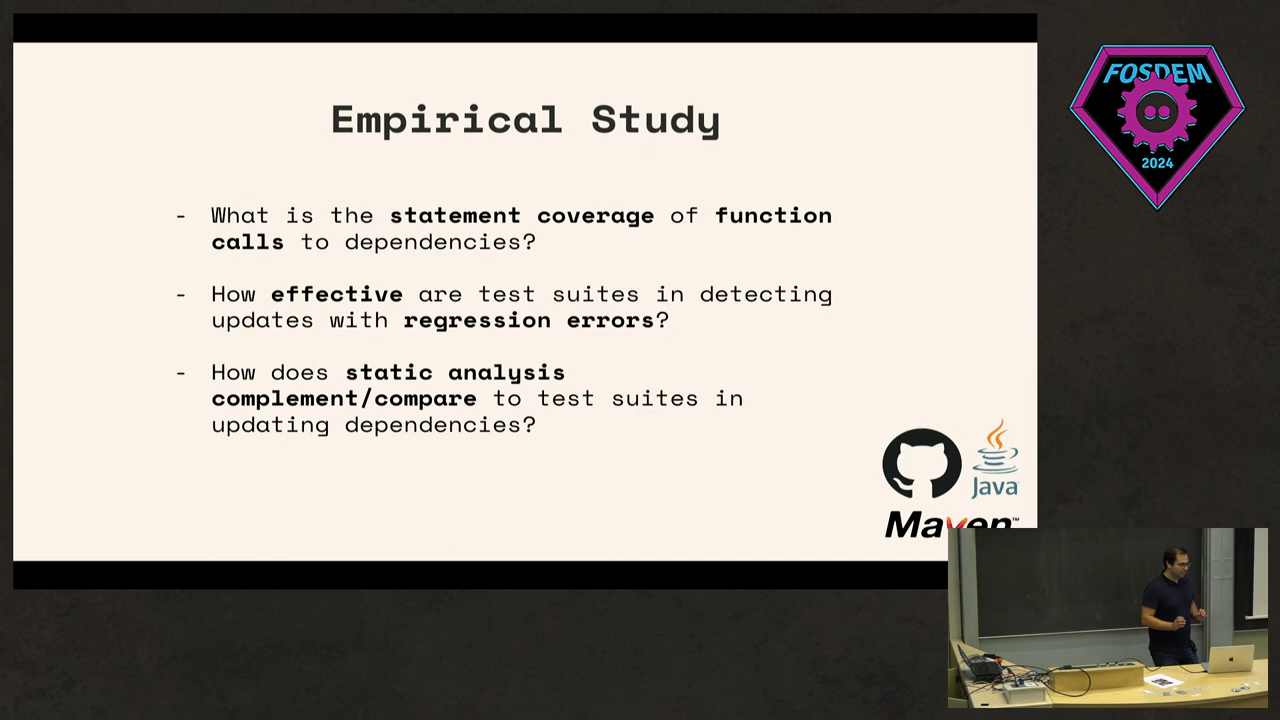 Empirical Study
- What is the statement coverage of function
calls to dependencies?
- How effective are test suites in detecting
updates with regression errors?
- How does static analysis
complement/compare to test suites in
updating dependencies?
Java
Maven™
FOSDEM
2024